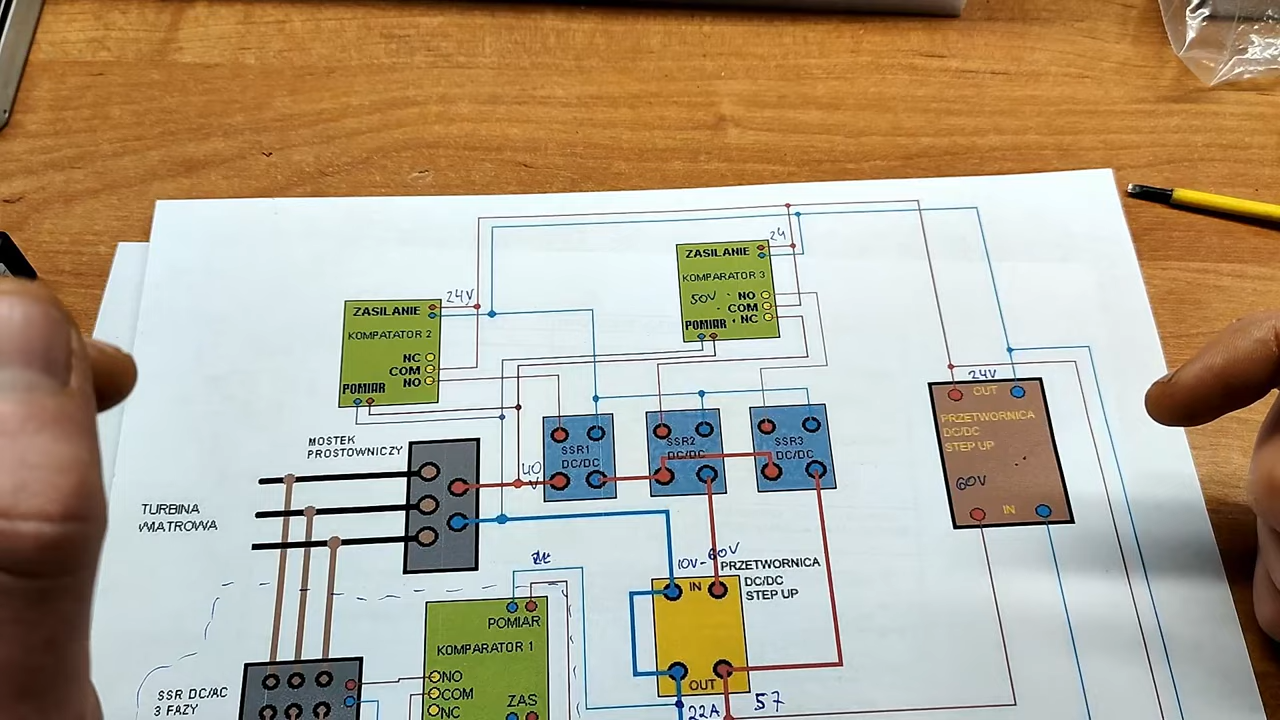 24
ZASILANIE
KOMPARATOR 3
50V
NO
COM
NC
POMIAR
24V
ZASILANIE
KOMPATATOR 2
NC
COM
NO
POMIAR
24V
OUT
PRZETWORNICA
DC/DC
STEP UP
60V
IN
MOSTEK
PROSTOWNICZY
40
V
SSR1
DC/DC
SSR2
DC/DC
SSR3
DC/DC
TURBINA
WIATROWA
10V-60V
PRZETWORNICA
DC/DC
STEP UP
IN
OUT
22A
57
POMIAR
KOMPARATOR 1
NO
COM
NC
ZAS
SSR DC/AC
3 FAZY